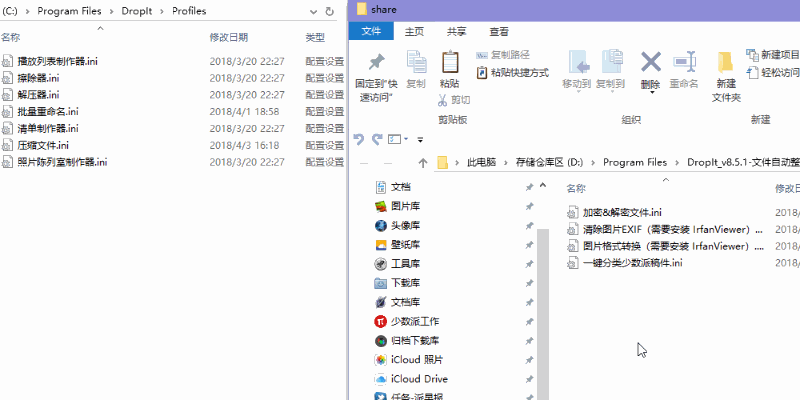 (C:) › Program Files › DropIt › Profiles
名称 修改日期 类型
播放列表制作器.ini 2018/3/20 22:27 配置设置
擦除器.ini 2018/3/20 22:27 配置设置
解压器.ini 2018/3/20 22:27 配置设置
批量重命名.ini 2018/4/1 18:58 配置设置
清单制作器.ini 2018/3/20 22:27 配置设置
压缩文件.ini 2018/4/3 16:18 配置设置
照片陈列室制作器.ini 2018/3/20 22:27 配置设置
share
文件 主页 共享 查看
固定到"快速访问"
复制
粘贴
复制路径
粘贴快捷方式
剪切
剪贴板
移动到 复制到 删除 重命名
组织
新建
文件夹
新建项目
轻松访问
新建
› 此电脑 › 存储仓库区 (D:) › Program Files › DropIt_v8.5.1-文件自动整
文档
图片库
头像库
壁纸库
工具库
下载库
文档库
少数派工作
归档下载库
iCloud 照片
iCloud Drive
任务-派早报
名称 修改日
加密&解密文件.ini 2018/
清除图片EXIF（需要安装 IrfanViewer）.... 2018/
图片格式转换（需要安装 IrfanViewer）.... 2018/
一键分类少数派稿件.ini 2018/